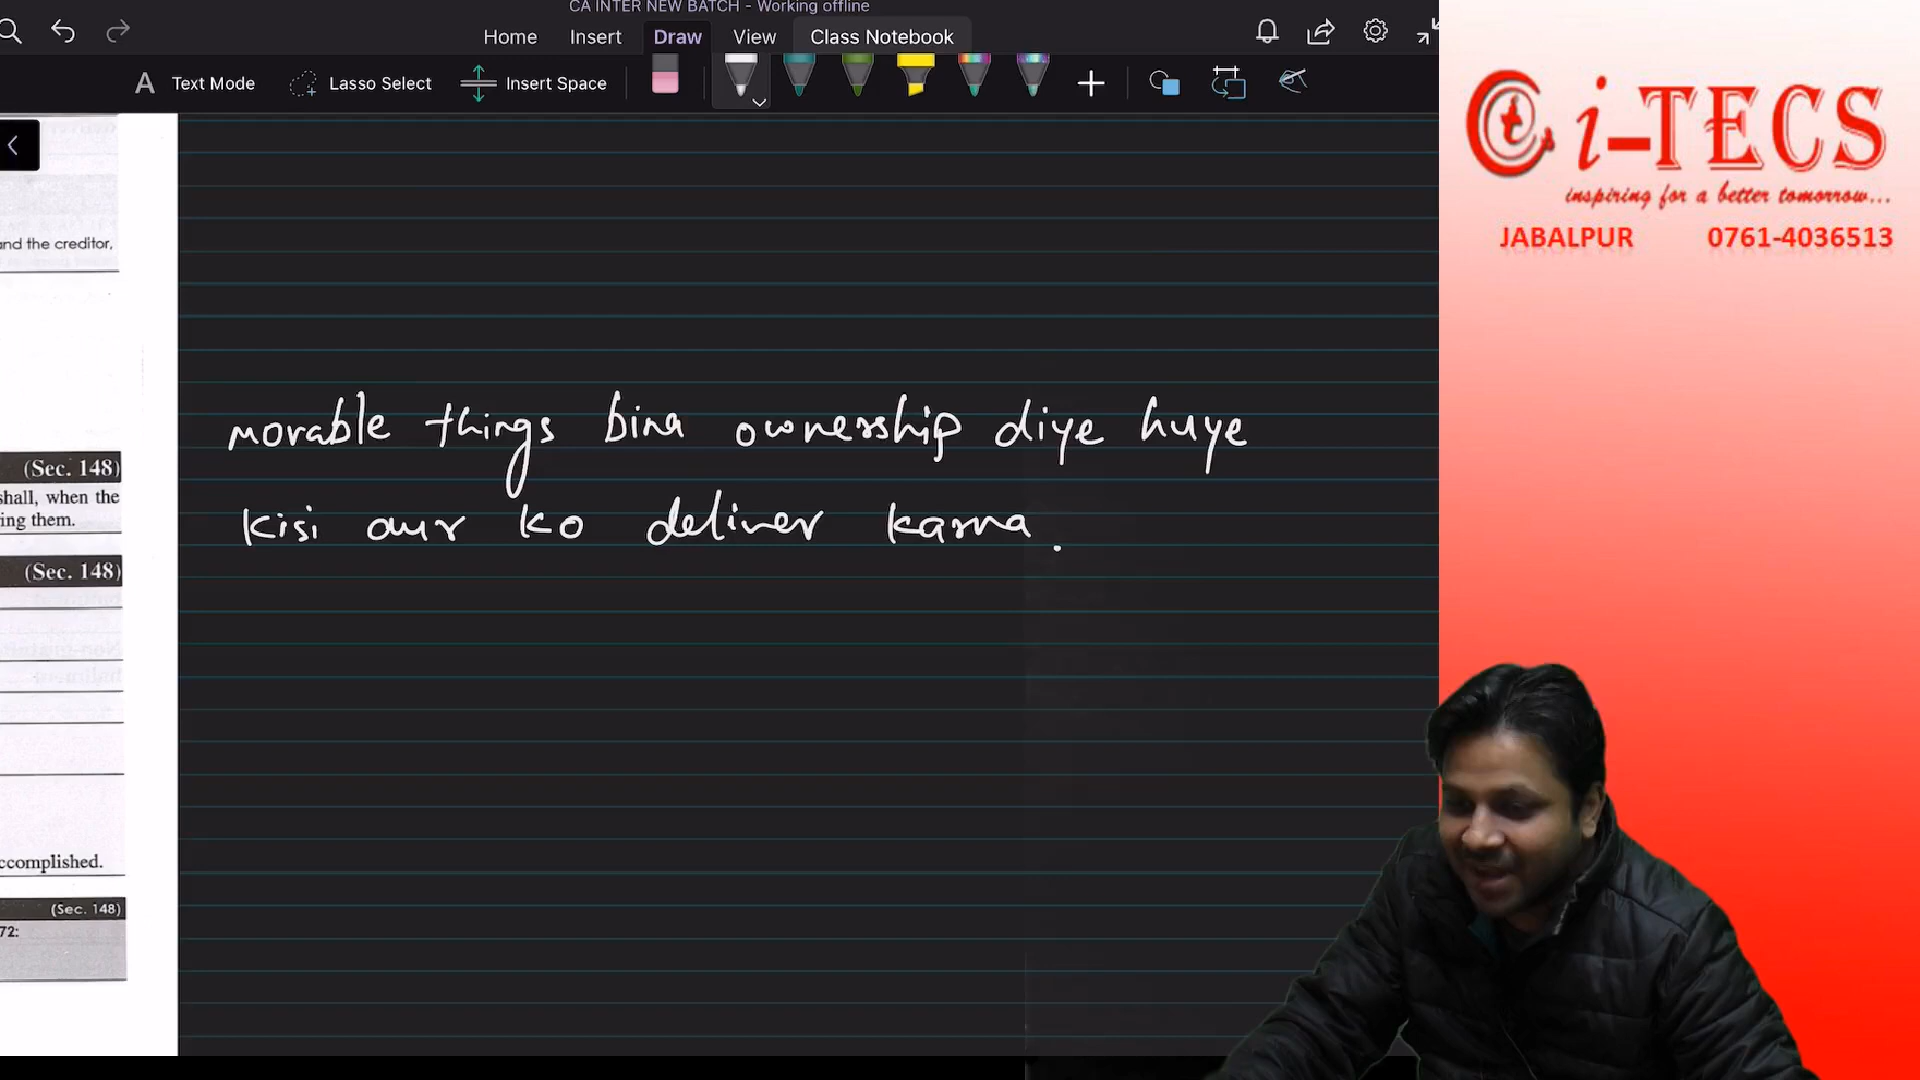 CA INTER NEW BATCH - Working offline
Home Insert Draw View Class Notebook
A Text Mode Lasso Select Insert Space
i-TECS
inspiring for a better tomorrow...
JABALPUR 0761-4036513
and the creditor,
(Sec. 148)
shall, when the
ing them.
(Sec. 148)
ccomplished.
(Sec. 148)
72:
movable things bina ownership diye huye
kisi aur ko deliver karna.